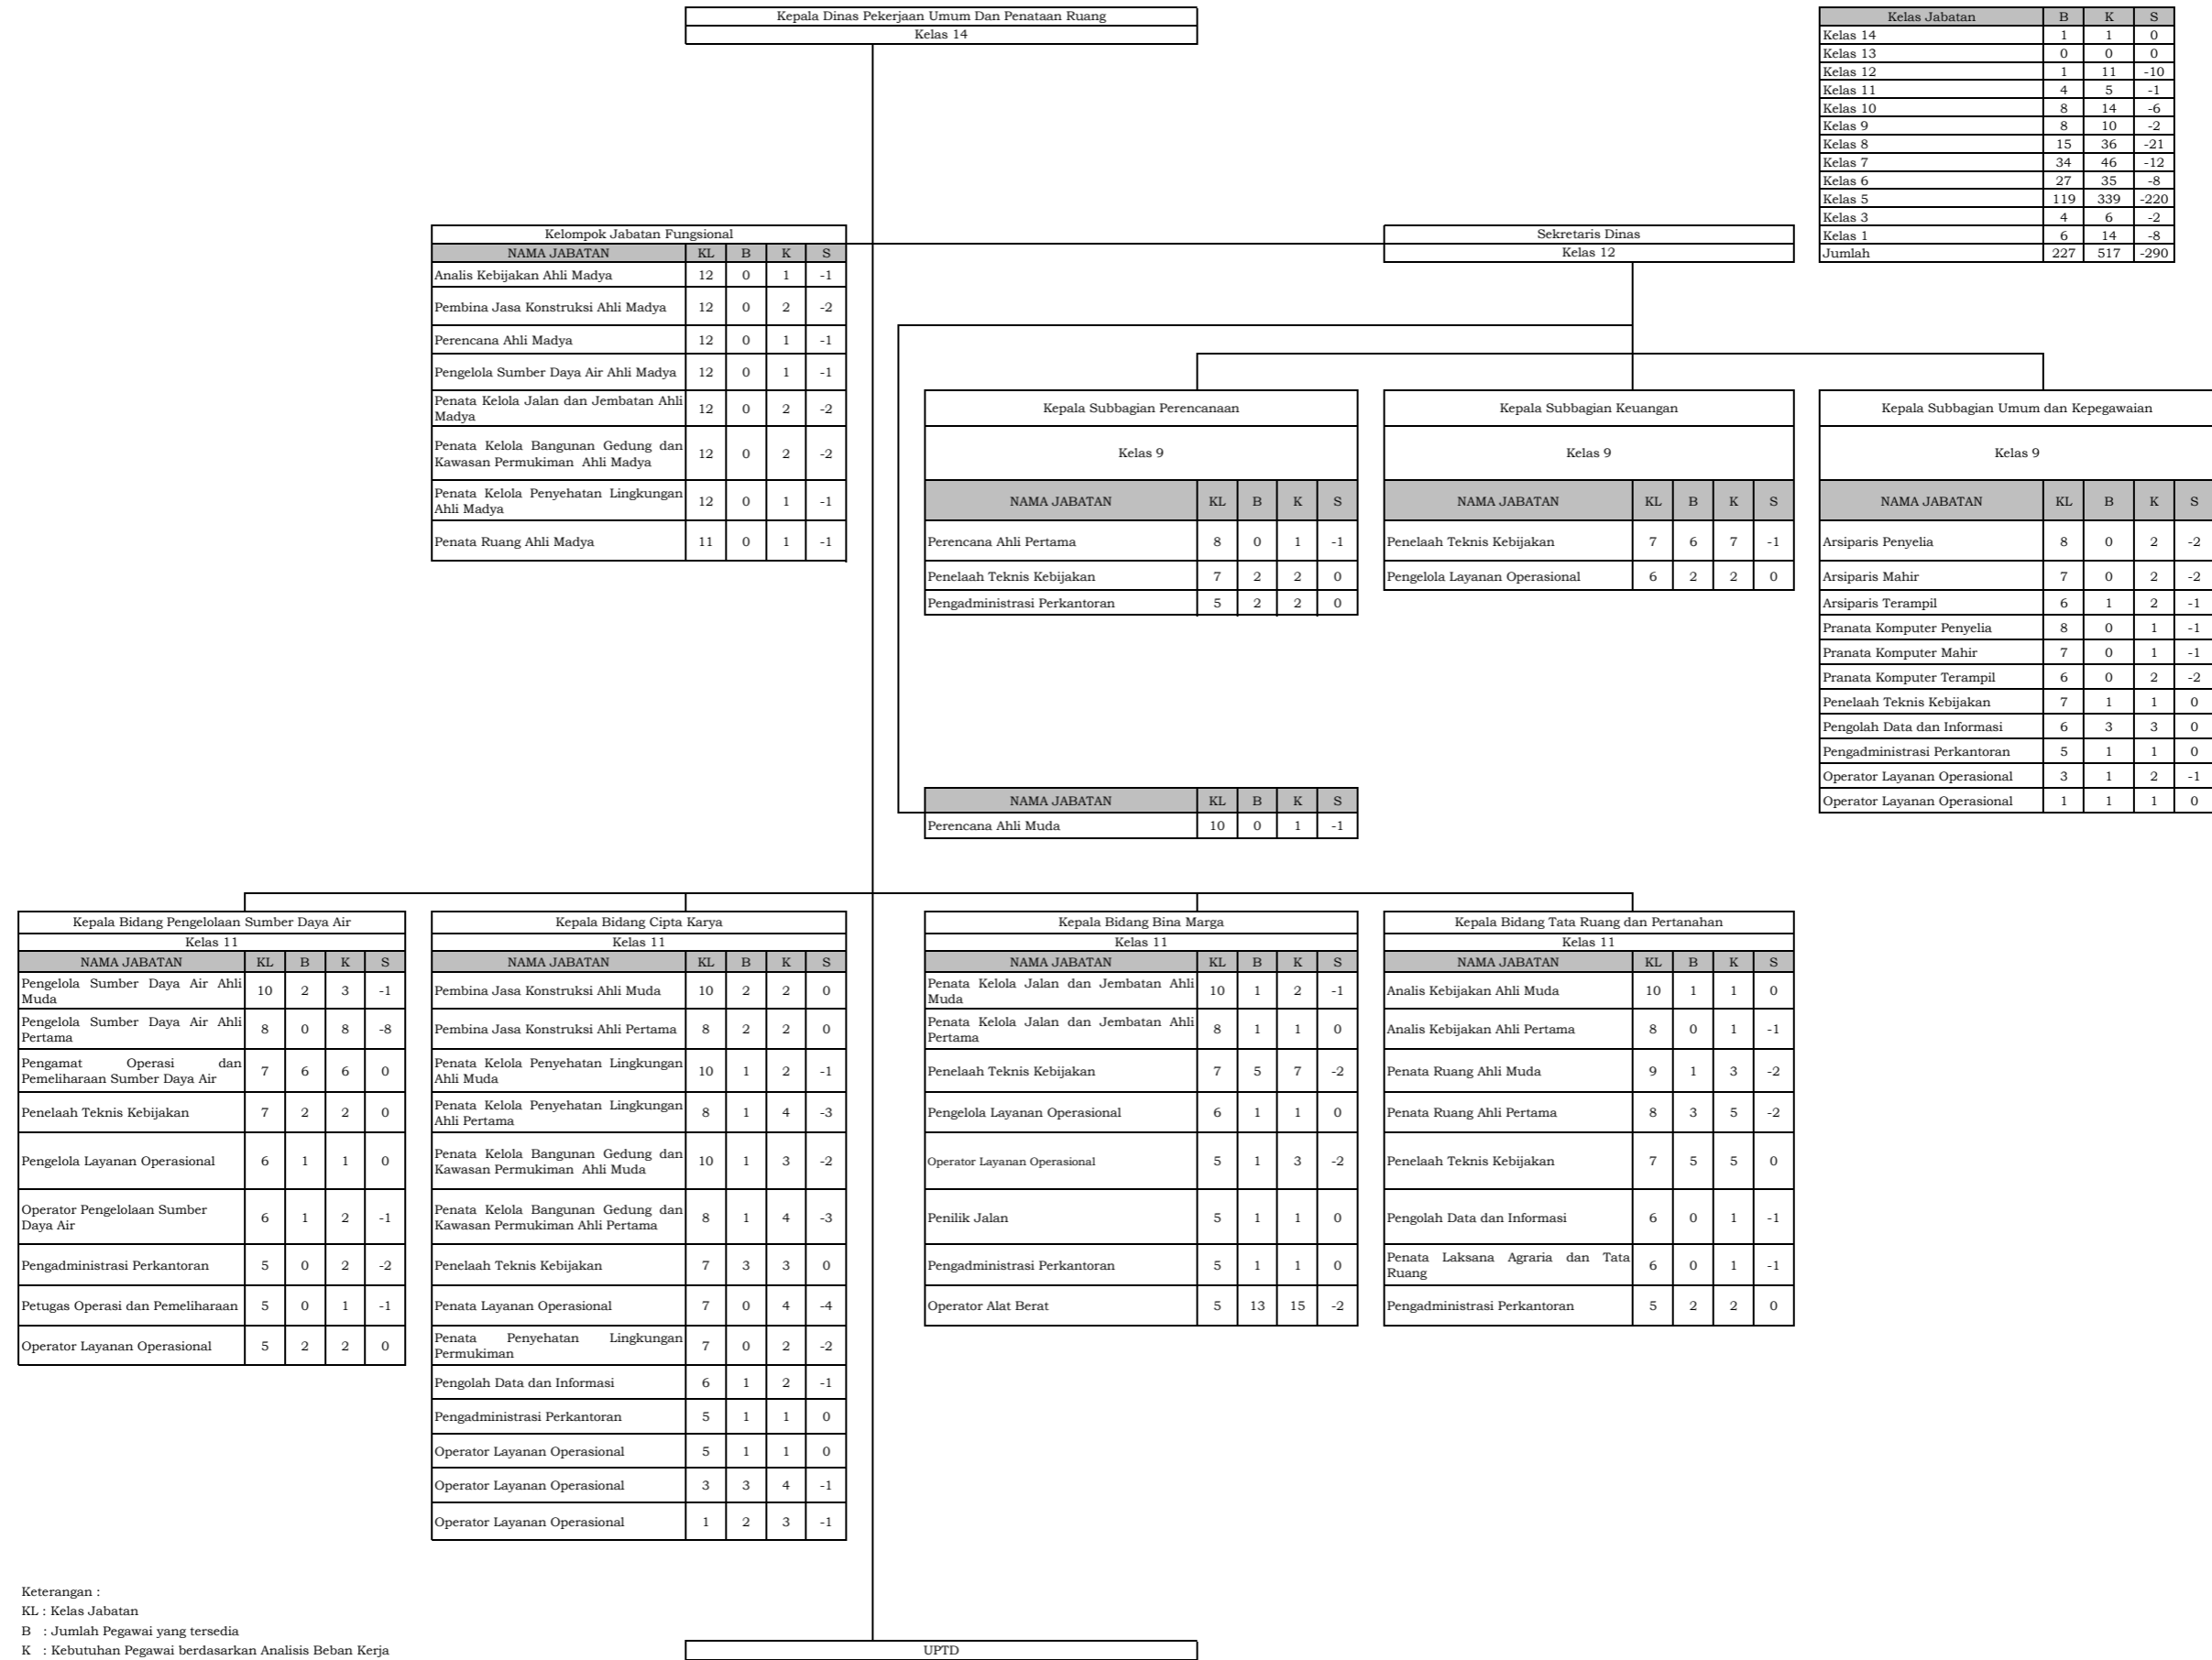 Kepala Dinas Pekerjaan Umum Dan Penataan Ruang
Kelas 14
Kelas Jabatan B K S
Kelas 14 1 1 0
Kelas 13 0 0 0
Kelas 12 1 11 -10
Kelas 11 4 5 -1
Kelas 10 8 14 -6
Kelas 9 8 10 -2
Kelas 8 15 36 -21
Kelas 7 34 46 -12
Kelas 6 27 35 -8
Kelas 5 119 339 -220
Kelas 3 4 6 -2
Kelas 1 6 14 -8
Jumlah 227 517 -290
Kelompok Jabatan Fungsional
NAMA JABATAN KL B K S
Analis Kebijakan Ahli Madya 12 0 1 -1
Pembina Jasa Konstruksi Ahli Madya 12 0 2 -2
Perencana Ahli Madya 12 0 1 -1
Pengelola Sumber Daya Air Ahli Madya 12 0 1 -1
Penata Kelola Jalan dan Jembatan Ahli
Madya 12 0 2 -2
Penata Kelola Bangunan Gedung dan
Kawasan Permukiman Ahli Madya 12 0 2 -2
Penata Kelola Penyehatan Lingkungan
Ahli Madya 12 0 1 -1
Penata Ruang Ahli Madya 11 0 1 -1
Sekretaris Dinas
Kelas 12
Kepala Subbagian Perencanaan
Kelas 9
NAMA JABATAN KL B K S
Perencana Ahli Pertama 8 0 1 -1
Penelaah Teknis Kebijakan 7 2 2 0
Pengadministrasi Perkantoran 5 2 2 0
Kepala Subbagian Keuangan
Kelas 9
NAMA JABATAN KL B K S
Penelaah Teknis Kebijakan 7 6 7 -1
Pengelola Layanan Operasional 6 2 2 0
Kepala Subbagian Umum dan Kepegawaian
Kelas 9
NAMA JABATAN KL B K S
Arsiparis Penyelia 8 0 2 -2
Arsiparis Mahir 7 0 2 -2
Arsiparis Terampil 6 1 2 -1
Pranata Komputer Penyelia 8 0 1 -1
Pranata Komputer Mahir 7 0 1 -1
Pranata Komputer Terampil 6 0 2 -2
Penelaah Teknis Kebijakan 7 1 1 0
Pengolah Data dan Informasi 6 3 3 0
Pengadministrasi Perkantoran 5 1 1 0
Operator Layanan Operasional 3 1 2 -1
Operator Layanan Operasional 1 1 1 0
NAMA JABATAN KL B K S
Perencana Ahli Muda 10 0 1 -1
Kepala Bidang Pengelolaan Sumber Daya Air
Kelas 11
NAMA JABATAN KL B K S
Pengelola Sumber Daya Air Ahli
Muda 10 2 3 -1
Pengelola Sumber Daya Air Ahli
Pertama 8 0 8 -8
Pengamat Operasi dan
Pemeliharaan Sumber Daya Air 7 6 6 0
Penelaah Teknis Kebijakan 7 2 2 0
Pengelola Layanan Operasional 6 1 1 0
Operator Pengelolaan Sumber
Daya Air 6 1 2 -1
Pengadministrasi Perkantoran 5 0 2 -2
Petugas Operasi dan Pemeliharaan 5 0 1 -1
Operator Layanan Operasional 5 2 2 0
Kepala Bidang Cipta Karya
Kelas 11
NAMA JABATAN KL B K S
Pembina Jasa Konstruksi Ahli Muda 10 2 2 0
Pembina Jasa Konstruksi Ahli Pertama 8 2 2 0
Penata Kelola Penyehatan Lingkungan
Ahli Muda 10 1 2 -1
Penata Kelola Penyehatan Lingkungan
Ahli Pertama 8 1 4 -3
Penata Kelola Bangunan Gedung dan
Kawasan Permukiman Ahli Muda 10 1 3 -2
Penata Kelola Bangunan Gedung dan
Kawasan Permukiman Ahli Pertama 8 1 4 -3
Penelaah Teknis Kebijakan 7 3 3 0
Penata Layanan Operasional 7 0 4 -4
Penata Penyehatan Lingkungan
Permukiman 7 0 2 -2
Pengolah Data dan Informasi 6 1 2 -1
Pengadministrasi Perkantoran 5 1 1 0
Operator Layanan Operasional 5 1 1 0
Operator Layanan Operasional 3 3 4 -1
Operator Layanan Operasional 1 2 3 -1
Kepala Bidang Bina Marga
Kelas 11
NAMA JABATAN KL B K S
Penata Kelola Jalan dan Jembatan Ahli
Muda 10 1 2 -1
Penata Kelola Jalan dan Jembatan Ahli
Pertama 8 1 1 0
Penelaah Teknis Kebijakan 7 5 7 -2
Pengelola Layanan Operasional 6 1 1 0
Operator Layanan Operasional 5 1 3 -2
Penilik Jalan 5 1 1 0
Pengadministrasi Perkantoran 5 1 1 0
Operator Alat Berat 5 13 15 -2
Kepala Bidang Tata Ruang dan Pertanahan
Kelas 11
NAMA JABATAN KL B K S
Analis Kebijakan Ahli Muda 10 1 1 0
Analis Kebijakan Ahli Pertama 8 0 1 -1
Penata Ruang Ahli Muda 9 1 3 -2
Penata Ruang Ahli Pertama 8 3 5 -2
Penelaah Teknis Kebijakan 7 5 5 0
Pengolah Data dan Informasi 6 0 1 -1
Penata Laksana Agraria dan Tata
Ruang 6 0 1 -1
Pengadministrasi Perkantoran 5 2 2 0
Keterangan :
KL : Kelas Jabatan
B : Jumlah Pegawai yang tersedia
K : Kebutuhan Pegawai berdasarkan Analisis Beban Kerja
UPTD